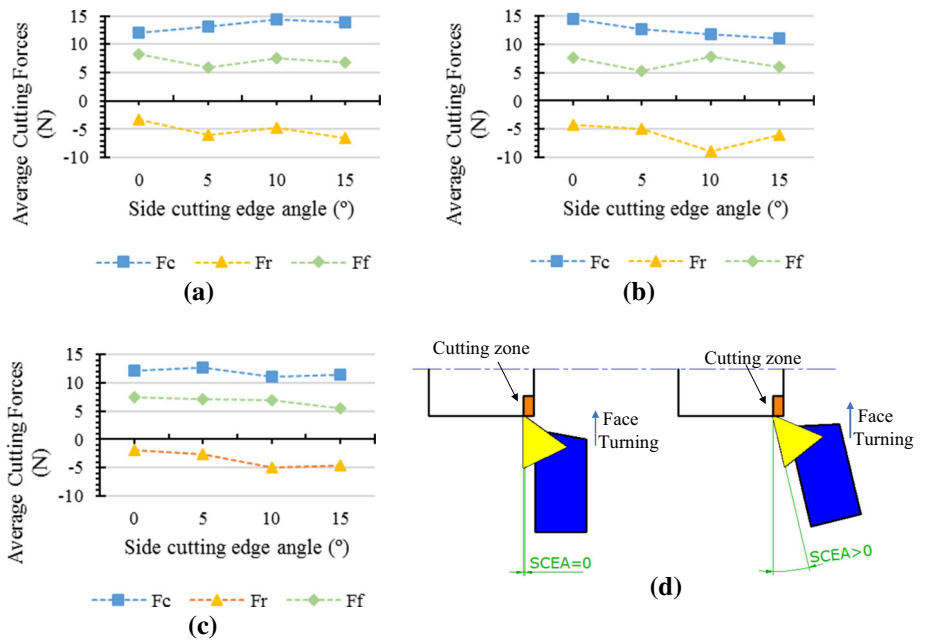 Average Cutting Forces
(N)
15
10
5
0
-5
-10
0 5 10 15
Side cutting edge angle (º)
Fc Fr Ff
(a)
Average Cutting Forces
(N)
15
10
5
0
-5
-10
0 5 10 15
Side cutting edge angle (º)
Fc Fr Ff
(b)
Average Cutting Forces
(N)
15
10
5
0
-5
-10
0 5 10 15
Side cutting edge angle (º)
Fc Fr Ff
(c)
Cutting zone
Face
Turning
SCEA=0
Cutting zone
Face
Turning
SCEA>0
(d)